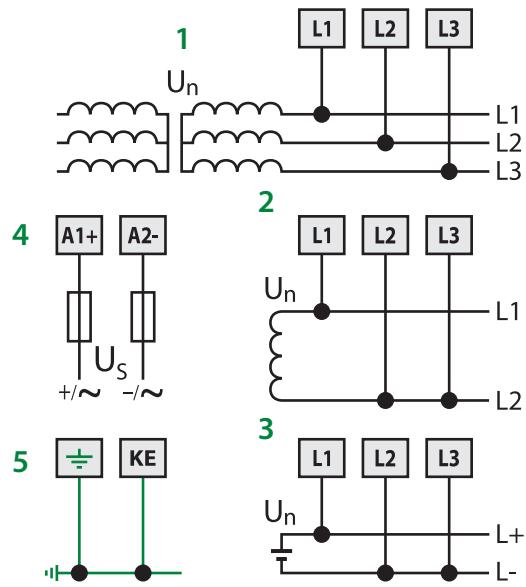 1
L1 L2 L3
Un
L1
L2
L3
2
L1 L2 L3
Un
L1
L2
4
A1+ A2-
US
+/~ –/~
3
L1 L2 L3
Un
L+
L-
5
KE